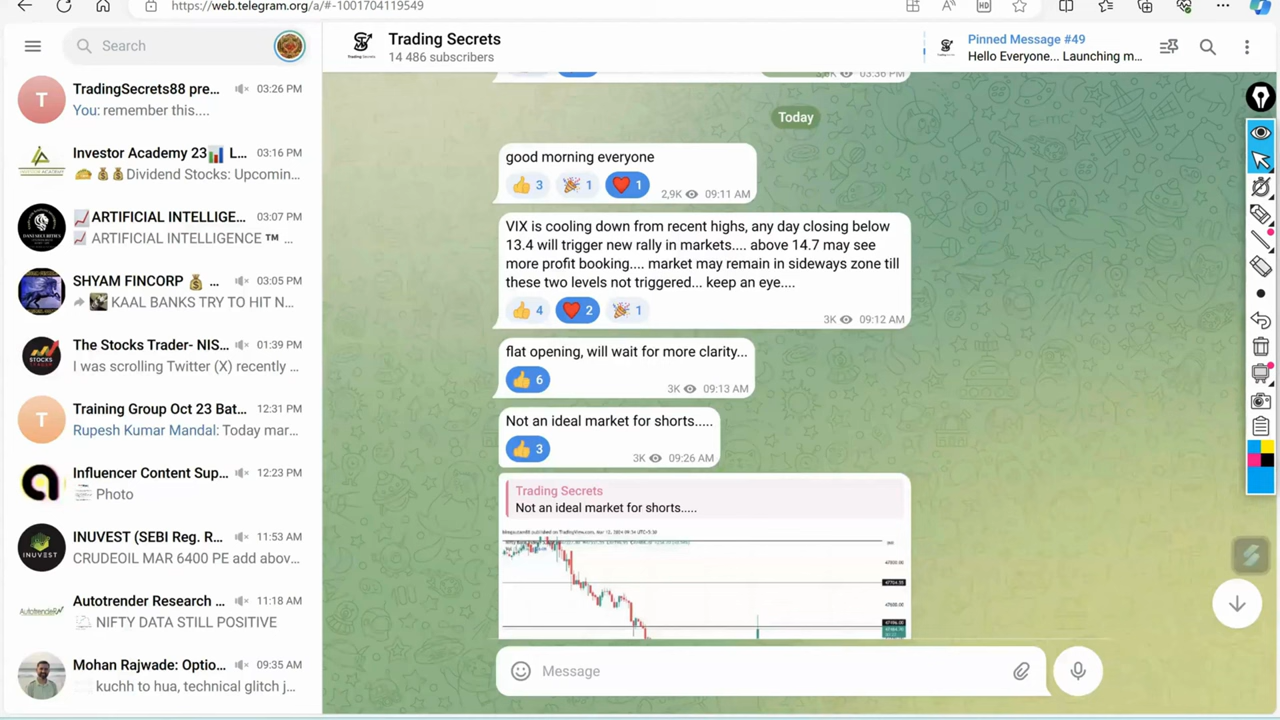 https://web.telegram.org/a/#-1001704119549
Search
TradingSecrets88 pre... 03:26 PM
You: remember this....
Investor Academy 23📊 L... 03:16 PM
🌮💰💰Dividend Stocks: Upcomin...
📈ARTIFICIAL INTELLIGE... 03:07 PM
📈 ARTIFICIAL INTELLIGENCE ™ ...
SHYAM FINCORP 💰 ... 03:05 PM
KAAL BANKS TRY TO HIT N...
The Stocks Trader- NIS... 01:39 PM
I was scrolling Twitter (X) recently ...
Training Group Oct 23 Bat... 12:31 PM
Rupesh Kumar Mandal: Today mar...
Influencer Content Sup... 12:23 PM
Photo
INUVEST (SEBI Reg. R... 11:53 AM
CRUDEOIL MAR 6400 PE add abov...
Autotrender Research ... 11:18 AM
NIFTY DATA STILL POSITIVE
Mohan Rajwade: Optio... 09:35 AM
kuchh to hua, technical glitch j...
Trading Secrets
14 486 subscribers
Pinned Message #49
Hello Everyone... Launching m...
03:36 PM
Today
good morning everyone
👍 3 🎉 1 ❤️ 1 2,9K 09:11 AM
VIX is cooling down from recent highs, any day closing below
13.4 will trigger new rally in markets.... above 14.7 may see
more profit booking.... market may remain in sideways zone till
these two levels not triggered... keep an eye....
👍 4 ❤️ 2 🎉 1
3K 09:12 AM
flat opening, will wait for more clarity...
👍 6 3K 09:13 AM
Not an ideal market for shorts.....
👍 3 3K 09:26 AM
Trading Secrets
Not an ideal market for shorts.....
Message